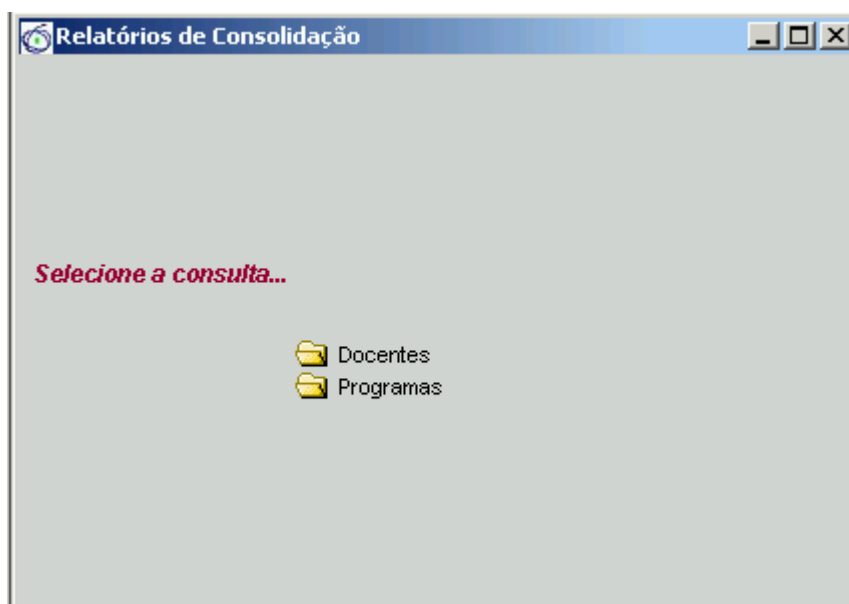 Relatórios de Consolidação
Selecione a consulta...
Docentes
Programas